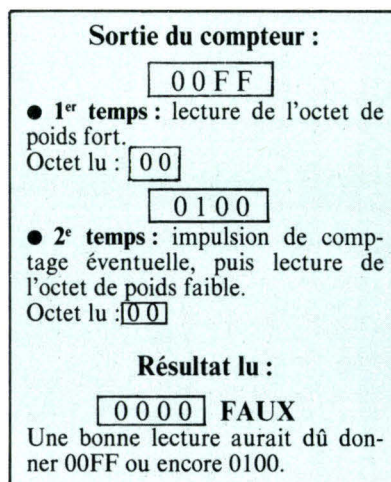 Sortie du compteur :
00FF
● 1er temps : lecture de l'octet de
poids fort.
Octet lu : 00
0100
● 2e temps : impulsion de comp-
tage éventuelle, puis lecture de
l'octet de poids faible.
Octet lu : 00
Résultat lu :
0000 FAUX
Une bonne lecture aurait dû don-
ner 00FF ou encore 0100.